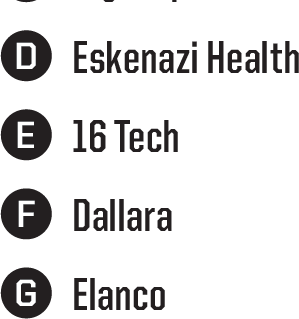 D Eskenazi Health
E 16 Tech
F Dallara
G Elanco